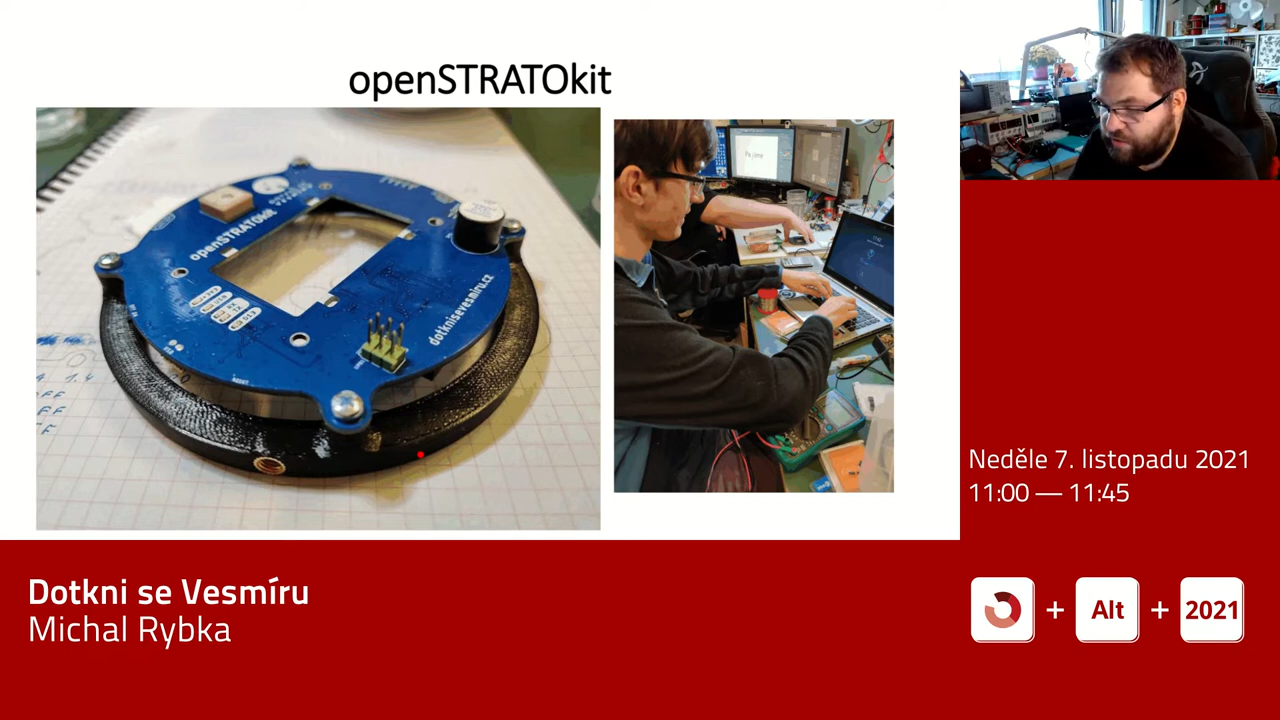 openSTRATOkit
openSTRATOkit
dotknisevesmiru.cz
Neděle 7. listopadu 2021
11:00 — 11:45
Dotkni se Vesmíru
Michal Rybka
+ Alt + 2021